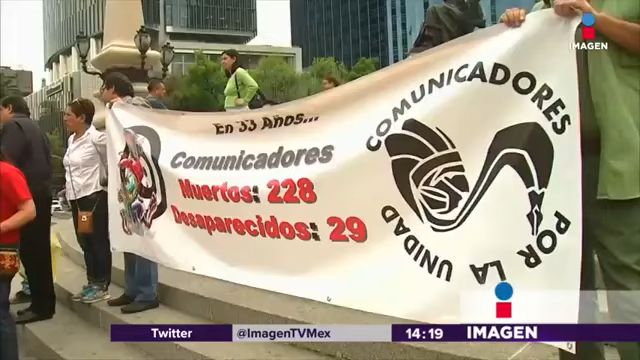 IMAGEN
En 33 Años...
Comunicadores
Muertos: 228
Desaparecidos: 29
COMUNICADORES
POR LA UNIDAD
Twitter
@ImagenTVMex
14:19
IMAGEN